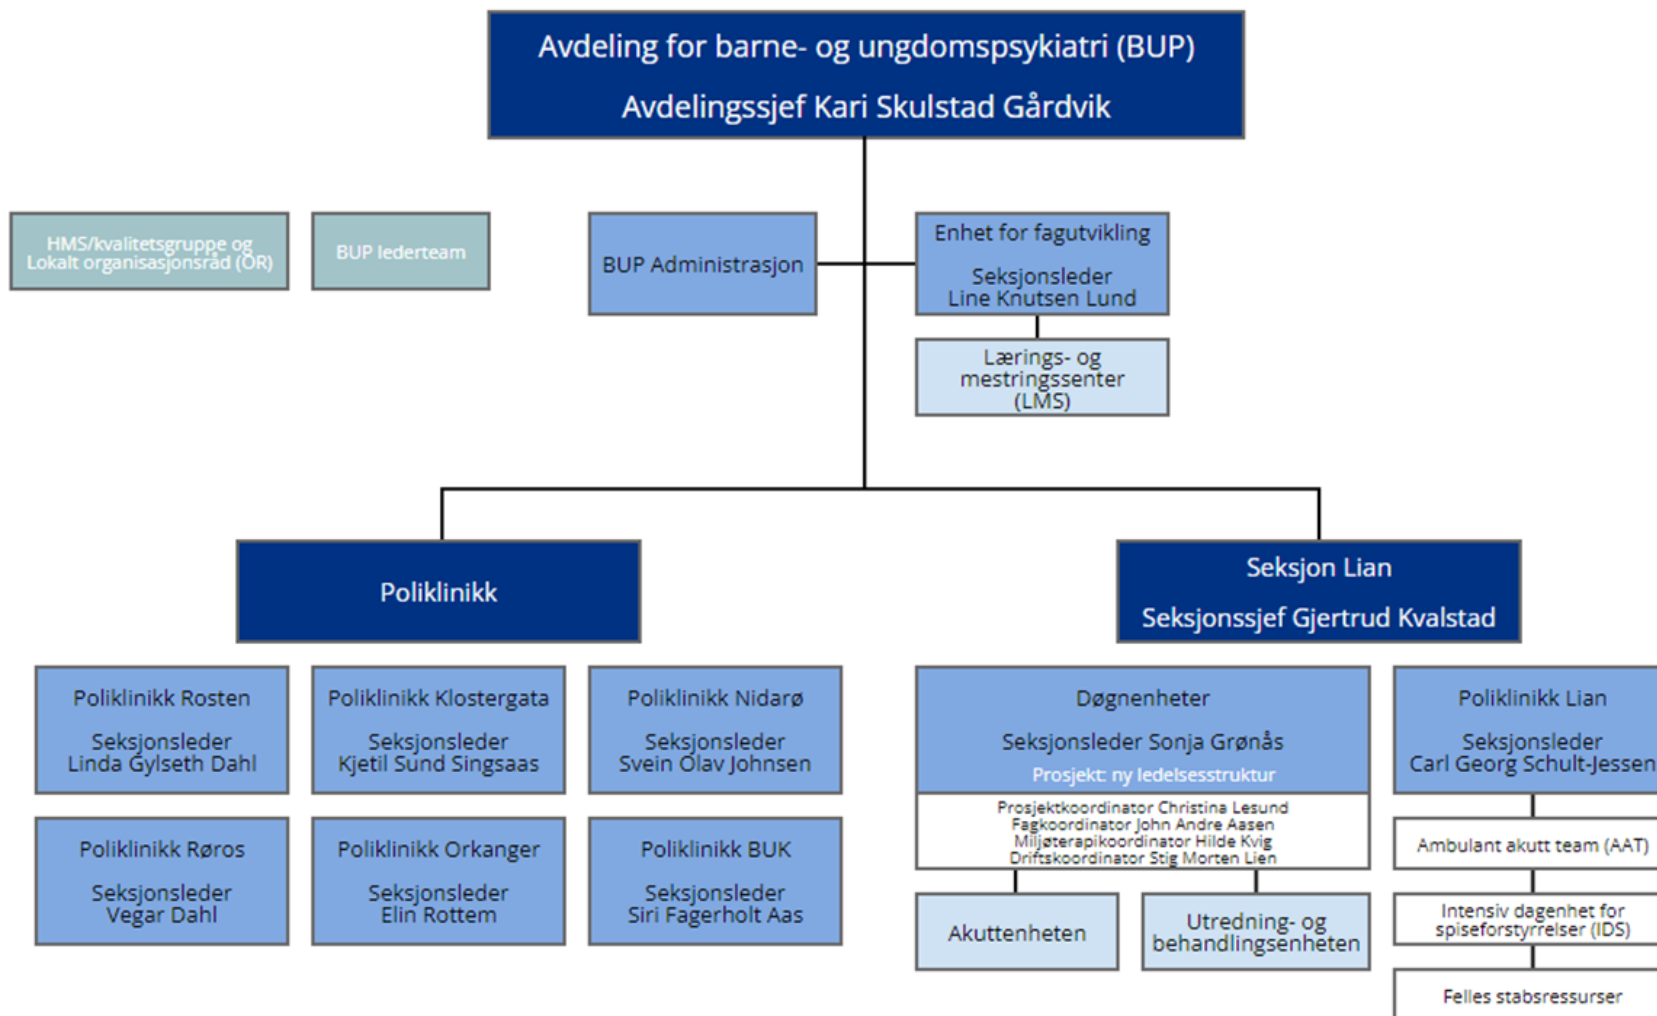 Avdeling for barne- og ungdomspsykiatri (BUP)
Avdelingssjef Kari Skulstad Gårdvik
HMS/kvalitetsgruppe og
Lokalt organisasjonsråd (OR)
BUP lederteam
BUP Administrasjon
Enhet for fagutvikling
Seksjonsleder
Line Knutsen Lund
Lærings- og
mestringssenter
(LMS)
Poliklinikk
Seksjon Lian
Seksjonssjef Gjertrud Kvalstad
Poliklinikk Rosten
Seksjonsleder
Linda Gylseth Dahl
Poliklinikk Klostergata
Seksjonsleder
Kjetil Sund Singsaas
Poliklinikk Nidarø
Seksjonsleder
Svein Olav Johnsen
Døgnenheter
Seksjonsleder Sonja Grønås
Prosjekt: ny ledelsesstruktur
Prosjektkoordinator Christina Lesund
Fagkoordinator John Andre Aasen
Miljøterapikoordinator Hilde Kvig
Driftskoordinator Stig Morten Lien
Poliklinikk Lian
Seksjonsleder
Carl Georg Schult-Jessen
Poliklinikk Røros
Seksjonsleder
Vegar Dahl
Poliklinikk Orkanger
Seksjonsleder
Elin Rottem
Poliklinikk BUK
Seksjonsleder
Siri Fagerholt Aas
Akuttenheten
Utredning- og
behandlingsenheten
Ambulant akutt team (AAT)
Intensiv dagenhet for
spiseforstyrrelser (IDS)
Felles stabsressurser